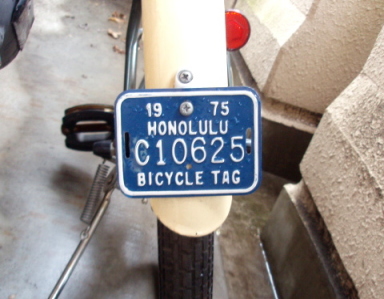 19 75
HONOLULU
C10625
BICYCLE TAG